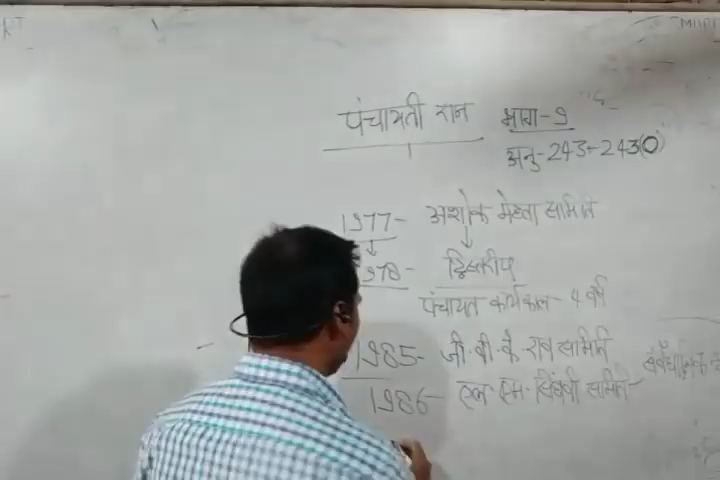 पंचायती राज भाग-9
अनु-243-243(0)
1977- अशोक मेहता समिति
1978- द्विस्तरीय
पंचायत कार्यकाल- 4 वर्ष
1985- जी.वी.के राव समिति
1986- एल.एम.सिंघवी समिति-